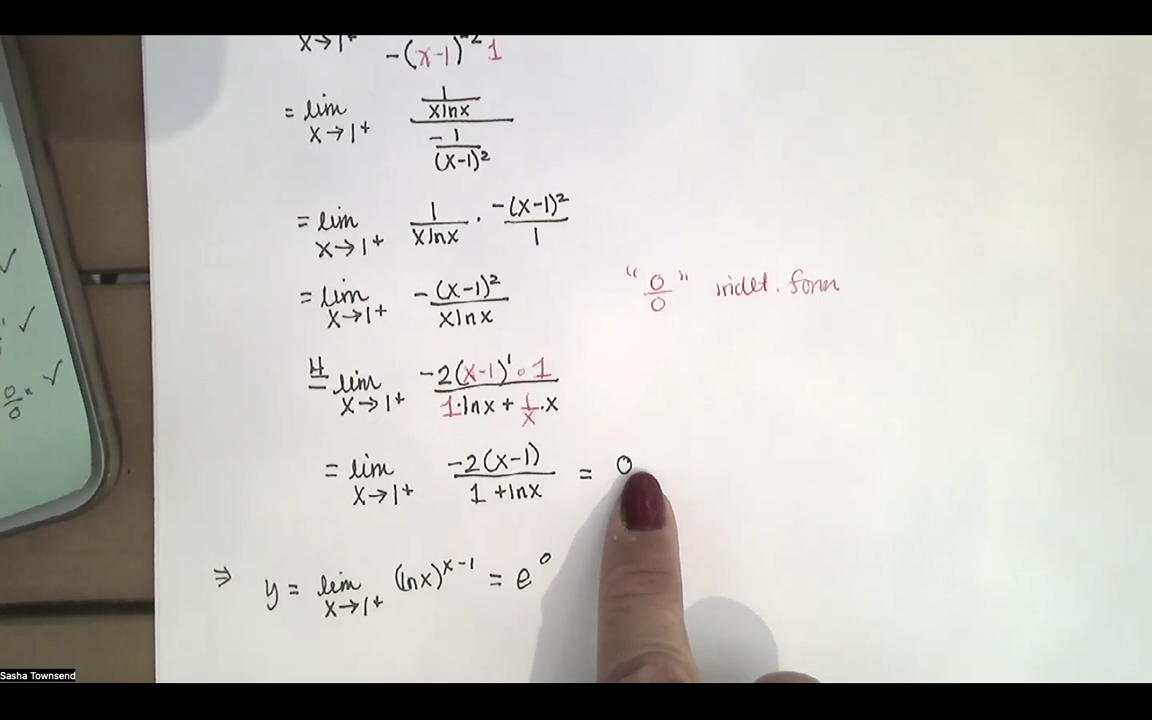 x→1⁺ -(x-1)⁻² 1
= lim x→1⁺ (1/(x ln x))/(-1/(x-1)²)
= lim x→1⁺ 1/(x ln x) · -(x-1)²/1
= lim x→1⁺ -(x-1)²/(x ln x) "0/0" indet. form
H= lim x→1⁺ (-2(x-1)¹·1)/(1·ln x + 1/x·x)
= lim x→1⁺ (-2(x-1))/(1+ln x) = 0
⇒ y = lim x→1⁺ (ln x)ˣ⁻¹ = e⁰
✓
✓
0/0" ✓
Sasha Townsend